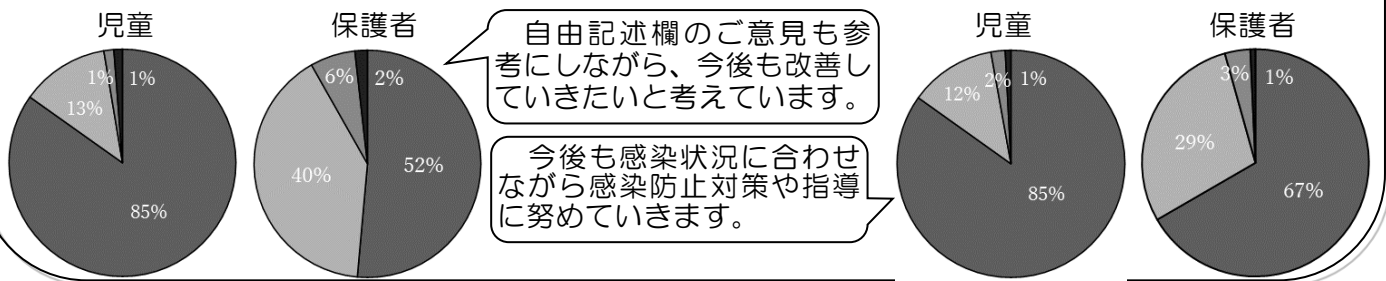 児童
1%
1%
13%
85%
保護者
6%
2%
40%
52%
自由記述欄のご意見も参
考にしながら、今後も改善し
ていきたいと考えています。
今後も感染状況に合わせ
ながら感染防止対策や指導
に努めていきます。
児童
2%
1%
12%
85%
保護者
3%
1%
29%
67%